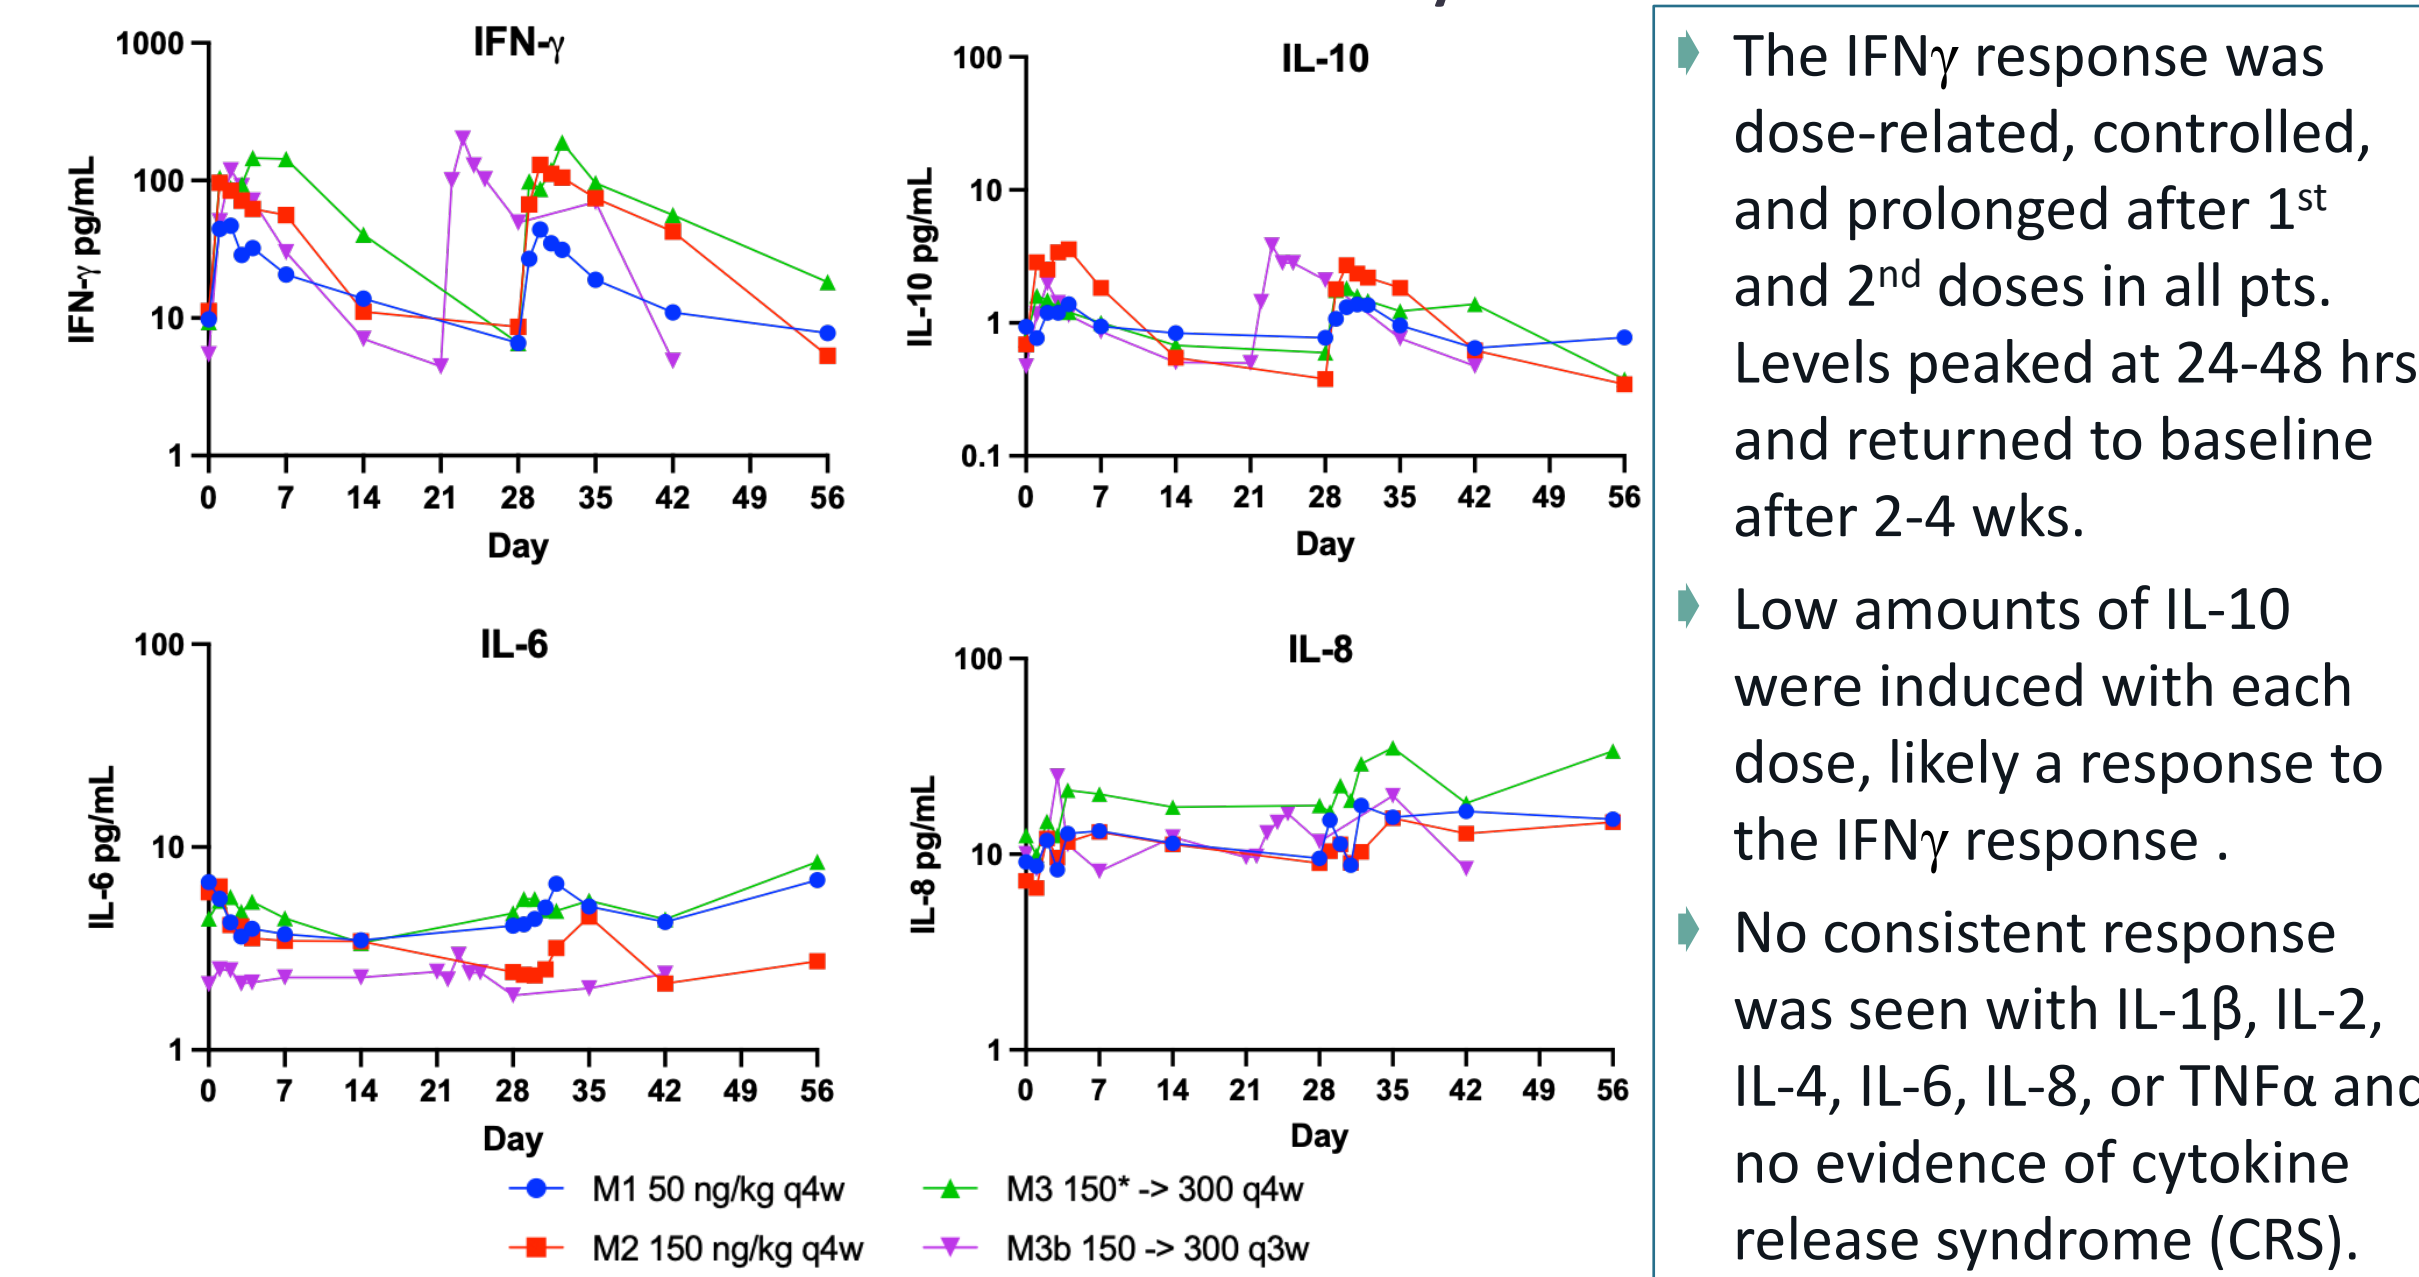 IFN-γ
1000
100
10
1
IFN-γ pg/mL
0 7 14 21 28 35 42 49 56
Day
IL-10
100
10
1
0.1
IL-10 pg/mL
0 7 14 21 28 35 42 49 56
Day
IL-6
100
10
1
IL-6 pg/mL
0 7 14 21 28 35 42 49 56
Day
IL-8
100
10
1
IL-8 pg/mL
0 7 14 21 28 35 42 49 56
Day
M1 50 ng/kg q4w
M2 150 ng/kg q4w
M3 150* -> 300 q4w
M3b 150 -> 300 q3w
The IFNγ response was
dose-related, controlled,
and prolonged after 1st
and 2nd doses in all pts.
Levels peaked at 24-48 hrs
and returned to baseline
after 2-4 wks.
Low amounts of IL-10
were induced with each
dose, likely a response to
the IFNγ response .
No consistent response
was seen with IL-1β, IL-2,
IL-4, IL-6, IL-8, or TNFα and
no evidence of cytokine
release syndrome (CRS).